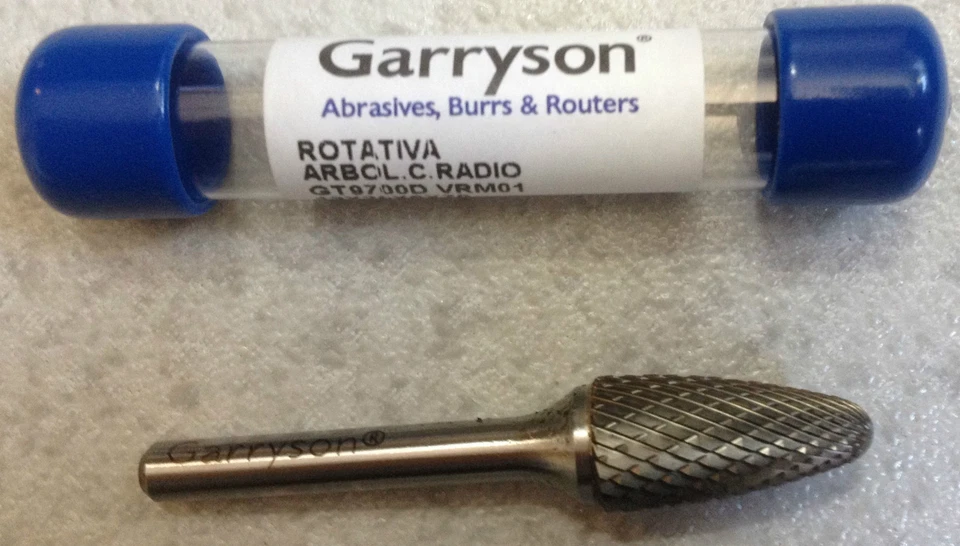 Garryson®
Abrasives, Burrs & Routers
ROTATIVA
ARBOL.C.RADIO
GT9700D VRM01
Garryson®